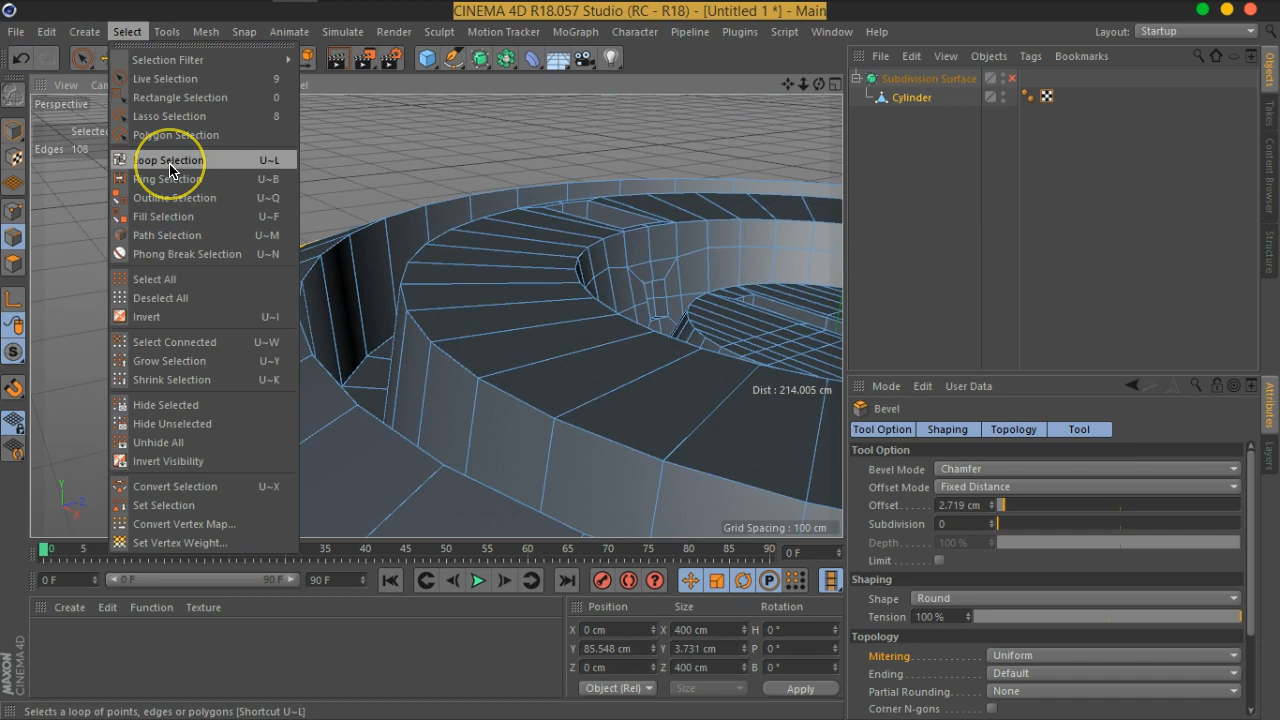 CINEMA 4D R18.057 Studio (RC - R18) - [Untitled 1 *] - Main
File Edit Create Select Tools Mesh Snap Animate Simulate Render Sculpt Motion Tracker MoGraph Character Pipeline Plugins Script Window Help Layout: Startup
Selection Filter
Live Selection 9
Rectangle Selection 0
Lasso Selection 8
Polygon Selection
Loop Selection U~L
Ring Selection U~B
Outline Selection U~Q
Fill Selection U~F
Path Selection U~M
Phong Break Selection U~N
Select All
Deselect All
Invert U~I
Select Connected U~W
Grow Selection U~Y
Shrink Selection U~K
Hide Selected
Hide Unselected
Unhide All
Invert Visibility
Convert Selection U~X
Set Selection
Convert Vertex Map...
Set Vertex Weight...
View Cam
Perspective
Selected
Edges 108
Dist : 214.005 cm
Grid Spacing : 100 cm
Y
Z
X
File Edit View Objects Tags Bookmarks
Subdivision Surface
Cylinder
Objects
Takes
Content Browser
Structure
Mode Edit User Data
Bevel
Tool Option Shaping Topology Tool
Tool Option
Bevel Mode Chamfer
Offset Mode Fixed Distance
Offset 2.719 cm
Subdivision 0
Depth 100 %
Limit
Shaping
Shape Round
Tension 100 %
Topology
Mitering Uniform
Ending Default
Partial Rounding None
Corner N-gons
Attributes
Layers
0 5 35 40 45 50 55 60 65 70 75 80 85 90 0 F
0 F 0 F 90 F 90 F
Create Edit Function Texture
Position Size Rotation
X 0 cm X 400 cm H 0 °
Y 85.548 cm Y 3.731 cm P 0 °
Z 0 cm Z 400 cm B 0 °
Object (Rel) Size Apply
MAXON CINEMA 4D
Selects a loop of points, edges or polygons [Shortcut U~L]